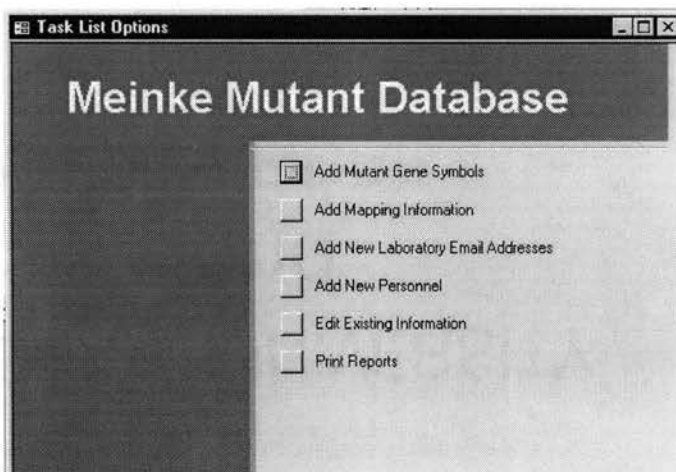 Task List Options
Meinke Mutant Database
Add Mutant Gene Symbols
Add Mapping Information
Add New Laboratory Email Addresses
Add New Personnel
Edit Existing Information
Print Reports